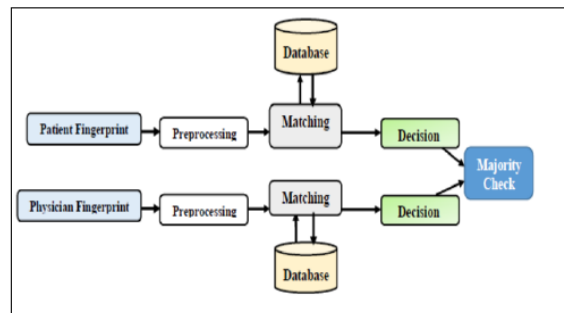 Database
Patient Fingerprint
Preprocessing
Matching
Decision
Majority
Check
Physician Fingerprint
Preprocessing
Matching
Decision
Database